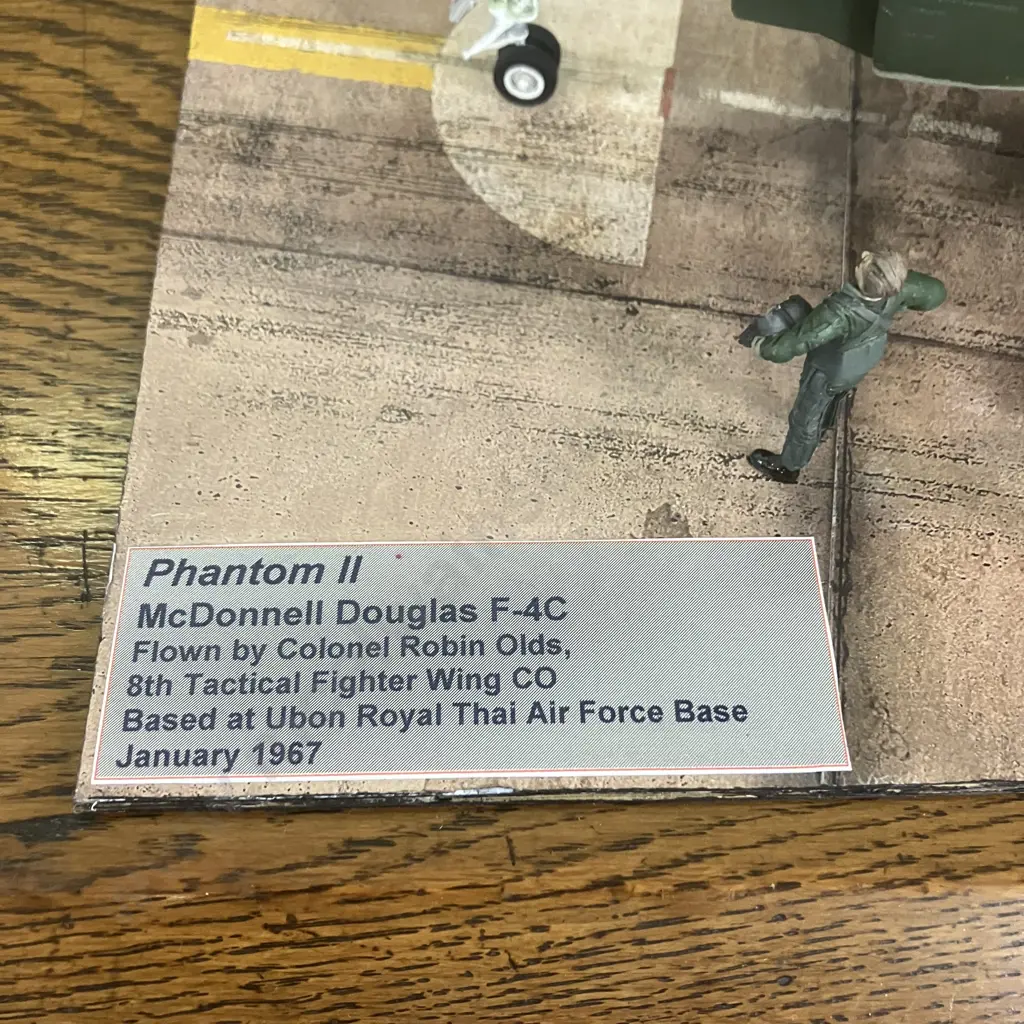 Phantom II
McDonnell Douglas F-4C
Flown by Colonel Robin Olds,
8th Tactical Fighter Wing CO
Based at Ubon Royal Thai Air Force Base
January 1967